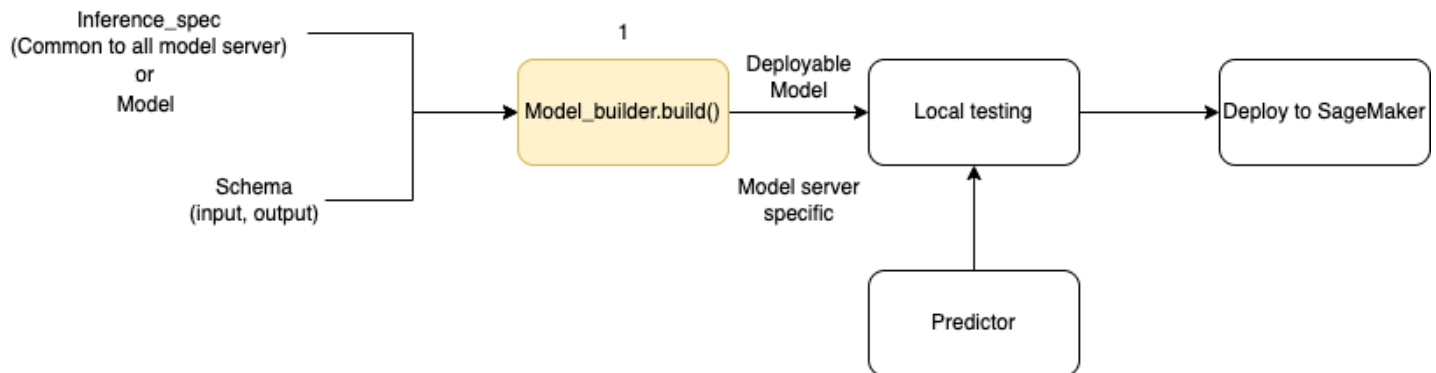 Inference_spec
(Common to all model server)
or
Model
Schema
(input, output)
1
Model_builder.build()
Deployable
Model
Model server
specific
Local testing
Predictor
Deploy to SageMaker